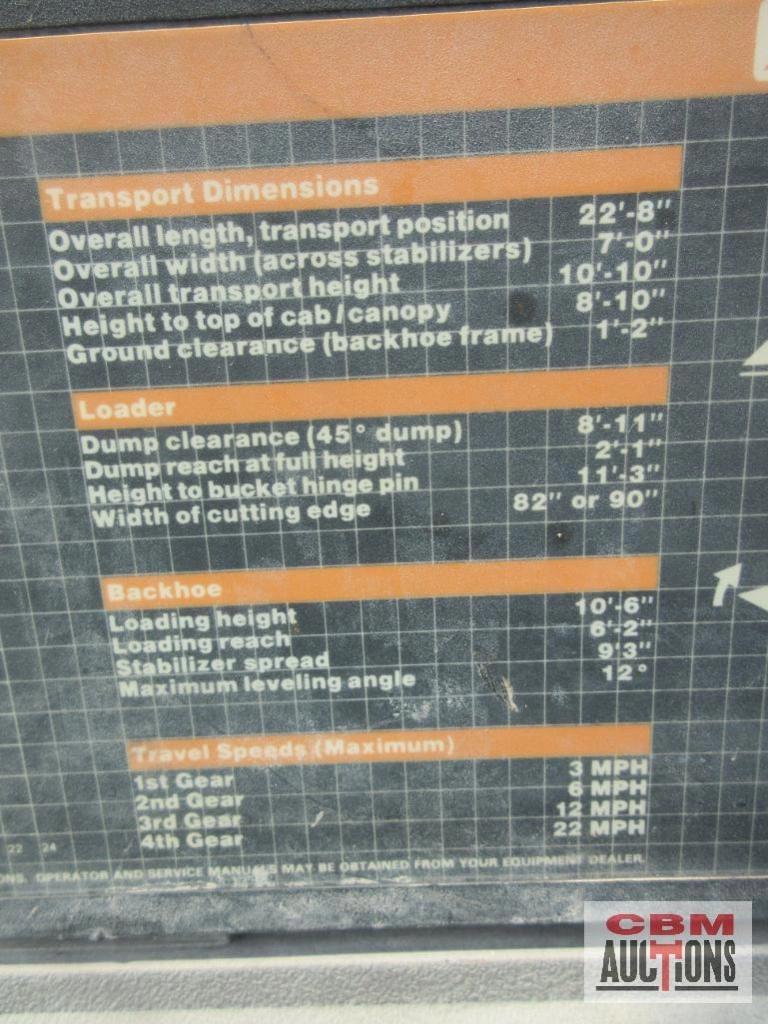 Transport Dimensions
Overall length, transport position 22'-8"
Overall width (across stabilizers) 7'-0"
Overall transport height 10'-10"
Height to top of cab/canopy 8'-10"
Ground clearance (backhoe frame) 1'-2"
Loader
Dump clearance (45° dump) 8'-11"
Dump reach at full height 2'-1"
Height to bucket hinge pin 11'-3"
Width of cutting edge 82" or 90"
Backhoe
Loading height 10'-6"
Loading reach 6'-2"
Stabilizer spread 9'3"
Maximum leveling angle 12°
Travel Speeds (Maximum)
1st Gear 3 MPH
2nd Gear 6 MPH
3rd Gear 12 MPH
4th Gear 22 MPH
22 24
OPERATOR AND SERVICE MANUALS MAY BE OBTAINED FROM YOUR EQUIPMENT DEALER.
CBM
AUCTIONS